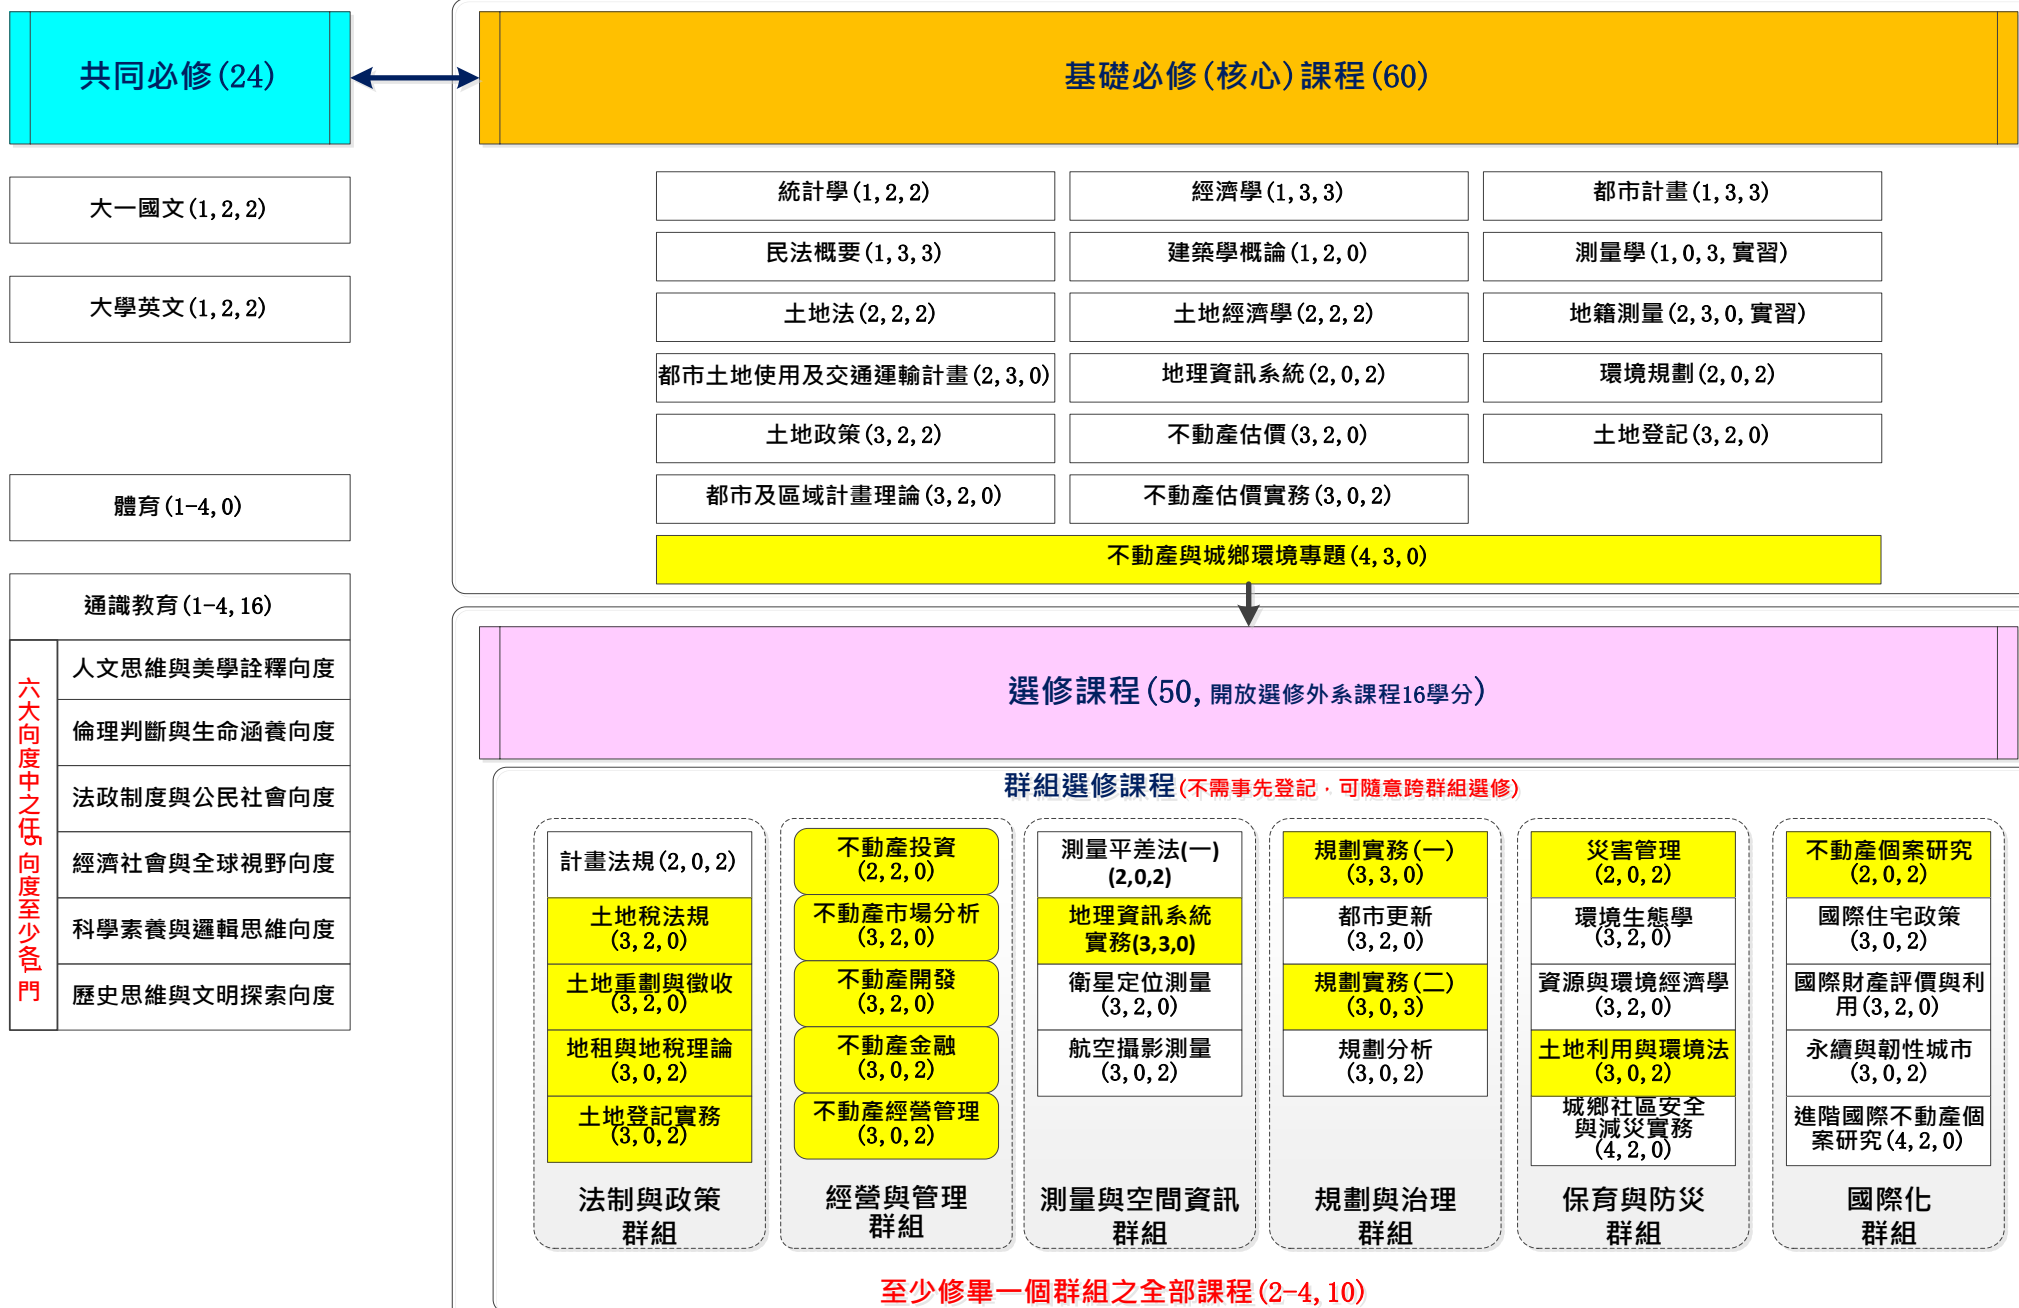 共同必修(24)
大一國文(1,2,2)
大學英文(1,2,2)
體育(1-4,0)
通識教育(1-4,16)
六大向度中之任5向度至少各1門
人文思維與美學詮釋向度
倫理判斷與生命涵養向度
法政制度與公民社會向度
經濟社會與全球視野向度
科學素養與邏輯思維向度
歷史思維與文明探索向度
基礎必修(核心)課程(60)
統計學(1,2,2)
經濟學(1,3,3)
都市計畫(1,3,3)
民法概要(1,3,3)
建築學概論(1,2,0)
測量學(1,0,3,實習)
土地法(2,2,2)
土地經濟學(2,2,2)
地籍測量(2,3,0,實習)
都市土地使用及交通運輸計畫(2,3,0)
地理資訊系統(2,0,2)
環境規劃(2,0,2)
土地政策(3,2,2)
不動產估價(3,2,0)
土地登記(3,2,0)
都市及區域計畫理論(3,2,0)
不動產估價實務(3,0,2)
不動產與城鄉環境專題(4,3,0)
選修課程(50,開放選修外系課程16學分)
群組選修課程(不需事先登記，可隨意跨群組選修)
計畫法規(2,0,2)
土地稅法規
(3,2,0)
土地重劃與徵收
(3,2,0)
地租與地稅理論
(3,0,2)
土地登記實務
(3,0,2)
法制與政策
群組
不動產投資
(2,2,0)
不動產市場分析
(3,2,0)
不動產開發
(3,2,0)
不動產金融
(3,0,2)
不動產經營管理
(3,0,2)
經營與管理
群組
測量平差法(一)
(2,0,2)
地理資訊系統
實務(3,3,0)
衛星定位測量
(3,2,0)
航空攝影測量
(3,0,2)
測量與空間資訊
群組
規劃實務(一)
(3,3,0)
都市更新
(3,2,0)
規劃實務(二)
(3,0,3)
規劃分析
(3,0,2)
規劃與治理
群組
災害管理
(2,0,2)
環境生態學
(3,2,0)
資源與環境經濟學
(3,2,0)
土地利用與環境法
(3,0,2)
城鄉社區安全
與減災實務
(4,2,0)
保育與防災
群組
不動產個案研究
(2,0,2)
國際住宅政策
(3,0,2)
國際財產評價與利
用(3,2,0)
永續與韌性城市
(3,0,2)
進階國際不動產個
案研究(4,2,0)
國際化
群組
至少修畢一個群組之全部課程(2-4,10)